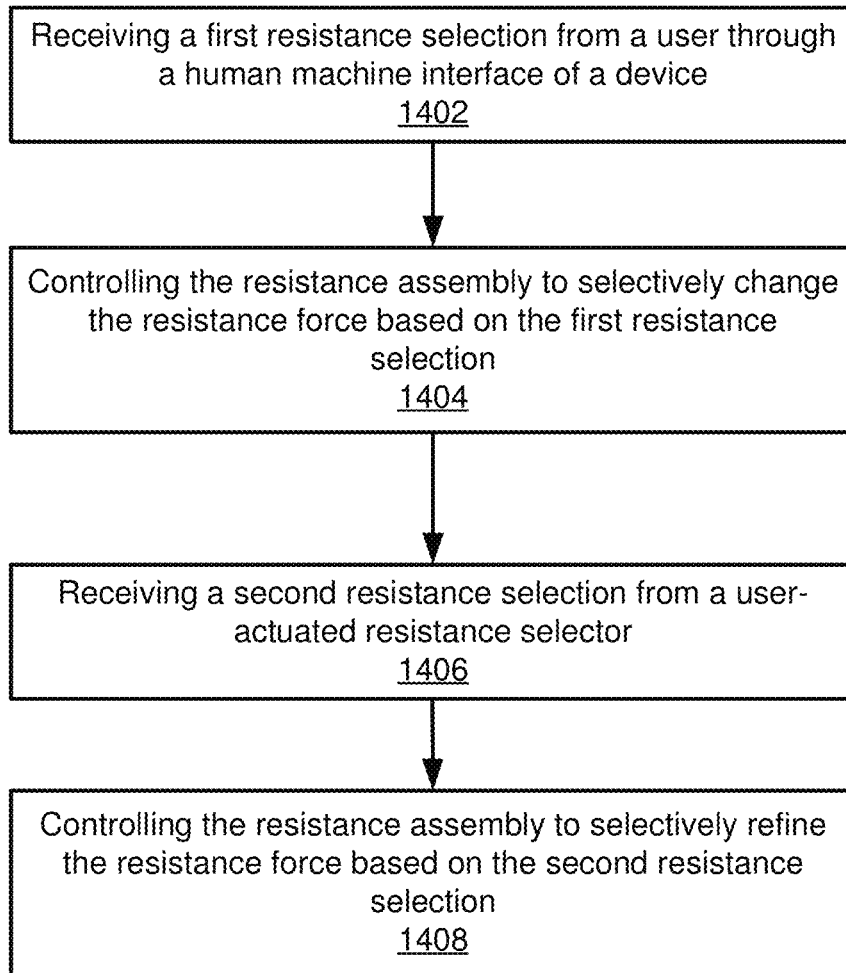 Receiving a first resistance selection from a user through
a human machine interface of a device
1402
Controlling the resistance assembly to selectively change
the resistance force based on the first resistance
selection
1404
Receiving a second resistance selection from a user-
actuated resistance selector
1406
Controlling the resistance assembly to selectively refine
the resistance force based on the second resistance
selection
1408